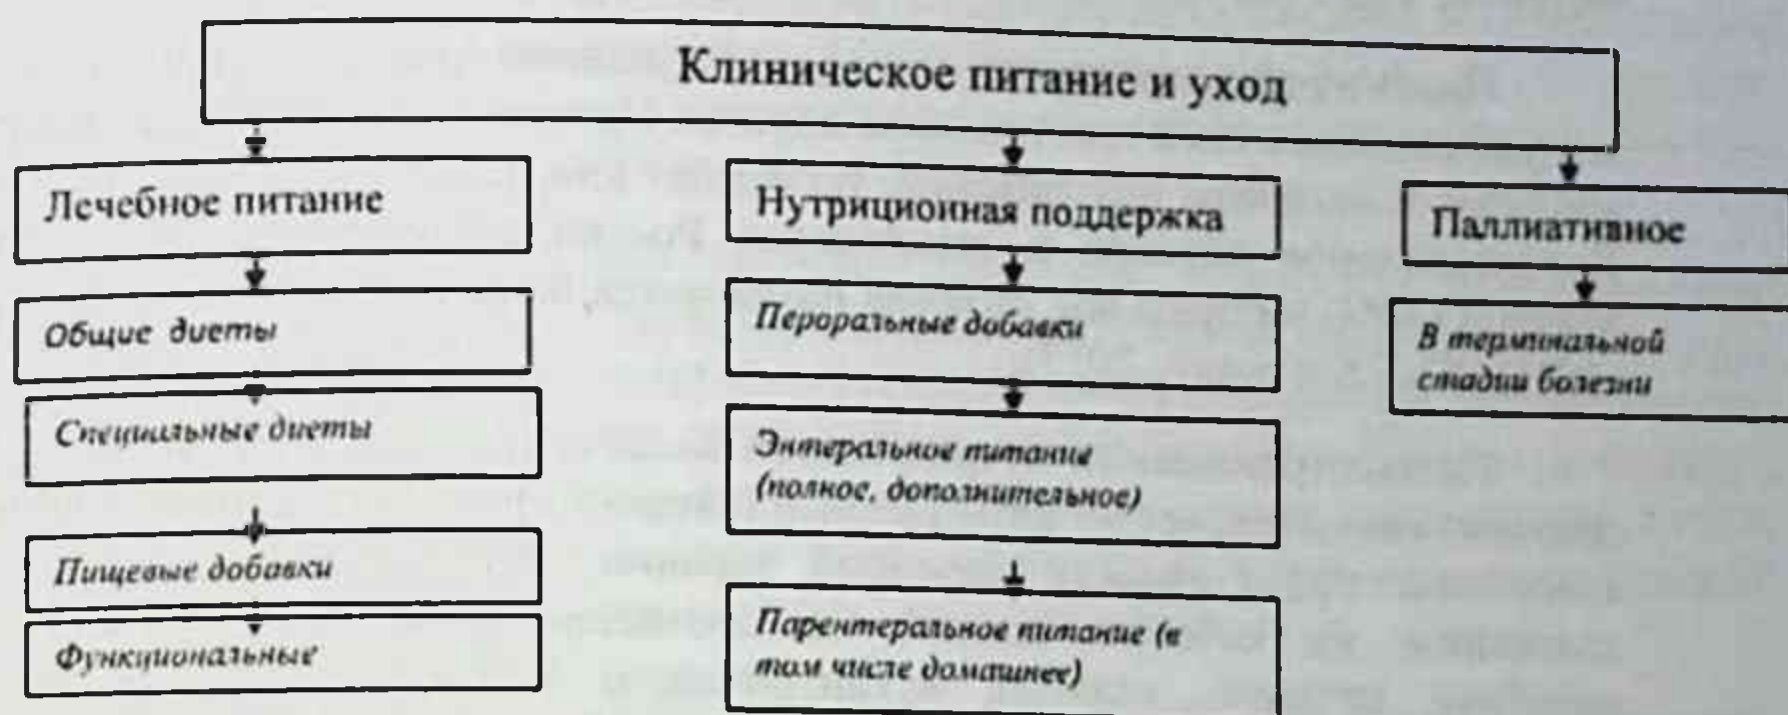 Клиническое питание и уход
Лечебное питание
Общие диеты
Специальные диеты
Пищевые добавки
Функциональные
Нутриционная поддержка
Пероральные добавки
Энтеральное питание
(полное, дополнительное)
Парентеральное питание (в
том числе домашнее)
Паллиативное
В терминальной
стадии болезни